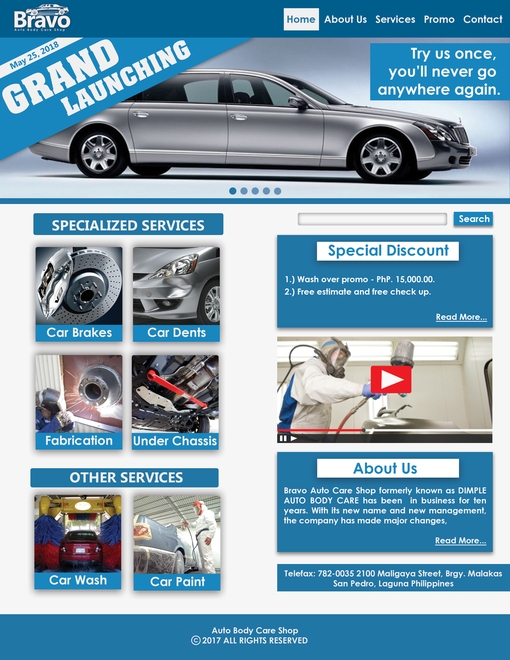 Bravo
Auto Body Care Shop
Home About Us Services Promo Contact
May 25, 2018
GRAND
LAUNCHING
Try us once,
you'll never go
anywhere again.
SPECIALIZED SERVICES
Car Brakes
Car Dents
Fabrication
Under Chassis
OTHER SERVICES
Car Wash
Car Paint
Search
Special Discount
1.) Wash over promo - PhP. 15,000.00.
2.) Free estimate and free check up.
Read More...
About Us
Bravo Auto Care Shop formerly known as DIMPLE
AUTO BODY CARE has been in business for ten
years. With its new name and new management,
the company has made major changes,
Read More...
Telefax: 782-0035 2100 Maligaya Street, Brgy. Malakas
San Pedro, Laguna Philippines
Auto Body Care Shop
©2017 ALL RIGHTS RESERVED